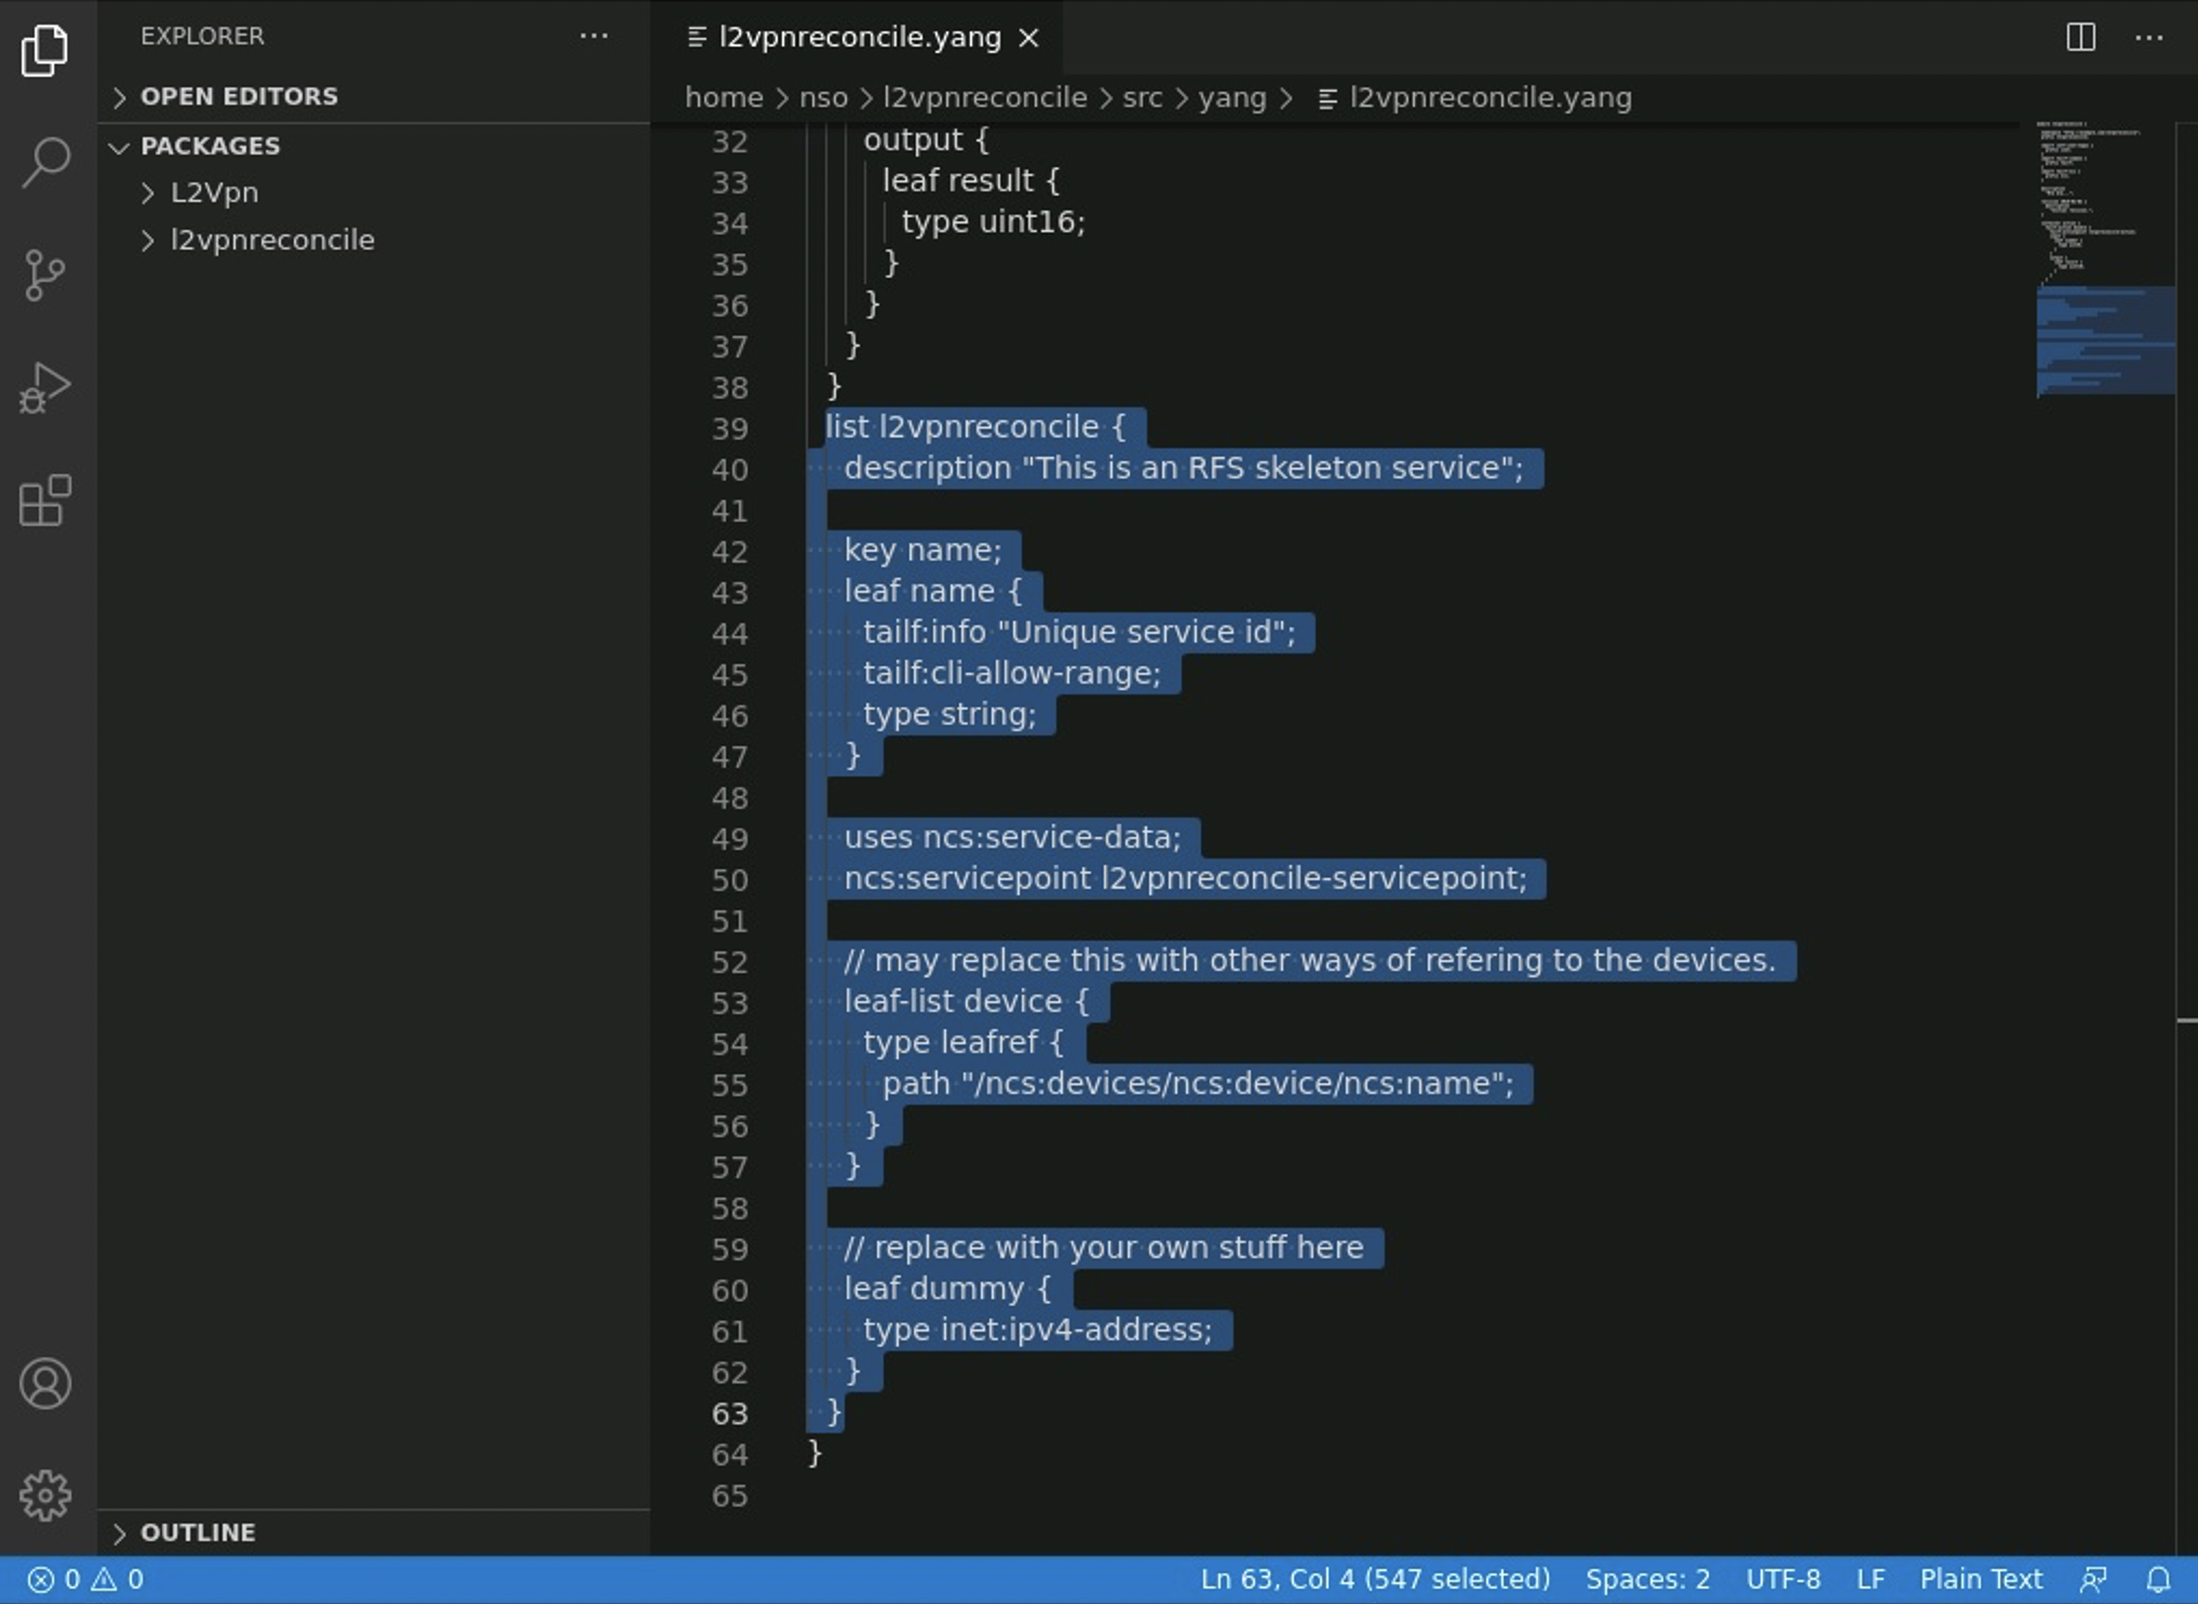 EXPLORER
OPEN EDITORS
PACKAGES
L2Vpn
l2vpnreconcile
OUTLINE
l2vpnreconcile.yang
home > nso > l2vpnreconcile > src > yang > l2vpnreconcile.yang
32 output {
33 leaf result {
34 type uint16;
35 }
36 }
37 }
38 }
39 list l2vpnreconcile {
40 description "This is an RFS skeleton service";
41
42 key name;
43 leaf name {
44 tailf:info "Unique service id";
45 tailf:cli-allow-range;
46 type string;
47 }
48
49 uses ncs:service-data;
50 ncs:servicepoint l2vpnreconcile-servicepoint;
51
52 // may replace this with other ways of refering to the devices.
53 leaf-list device {
54 type leafref {
55 path "/ncs:devices/ncs:device/ncs:name";
56 }
57 }
58
59 // replace with your own stuff here
60 leaf dummy {
61 type inet:ipv4-address;
62 }
63 }
64 }
65
0 0 Ln 63, Col 4 (547 selected) Spaces: 2 UTF-8 LF Plain Text